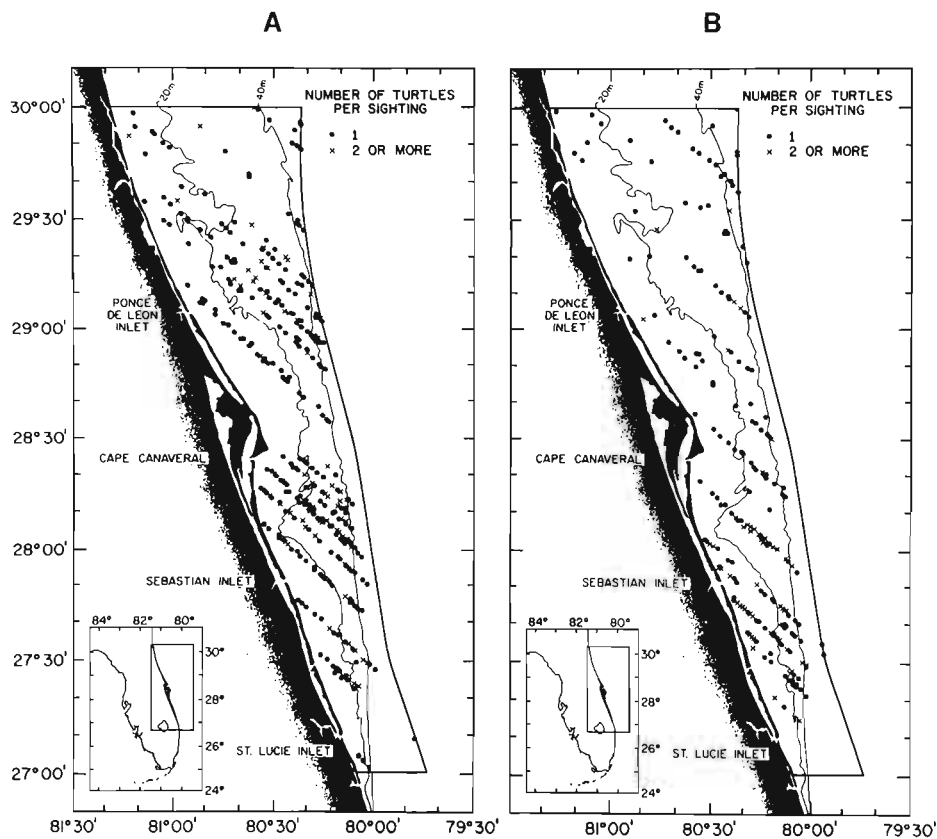 A
B
20m
40m
NUMBER OF TURTLES
PER SIGHTING
• 1
× 2 OR MORE
30°00'
29°30'
29°00'
28°30'
28°00'
27°30'
27°00'
PONCE
DE LEON
INLET
CAPE CANAVERAL
SEBASTIAN INLET
ST. LUCIE INLET
84° 82° 80°
30°
28°
26°
24°
81°30' 81°00' 80°30' 80°00' 79°30'
20m
40m
NUMBER OF TURTLES
PER SIGHTING
• 1
× 2 OR MORE
PONCE
DE LEON
INLET
CAPE CANAVERAL
SEBASTIAN INLET
ST. LUCIE INLET
84° 82° 80°
30°
28°
26°
24°
81°00' 80°30' 80°00' 79°30'